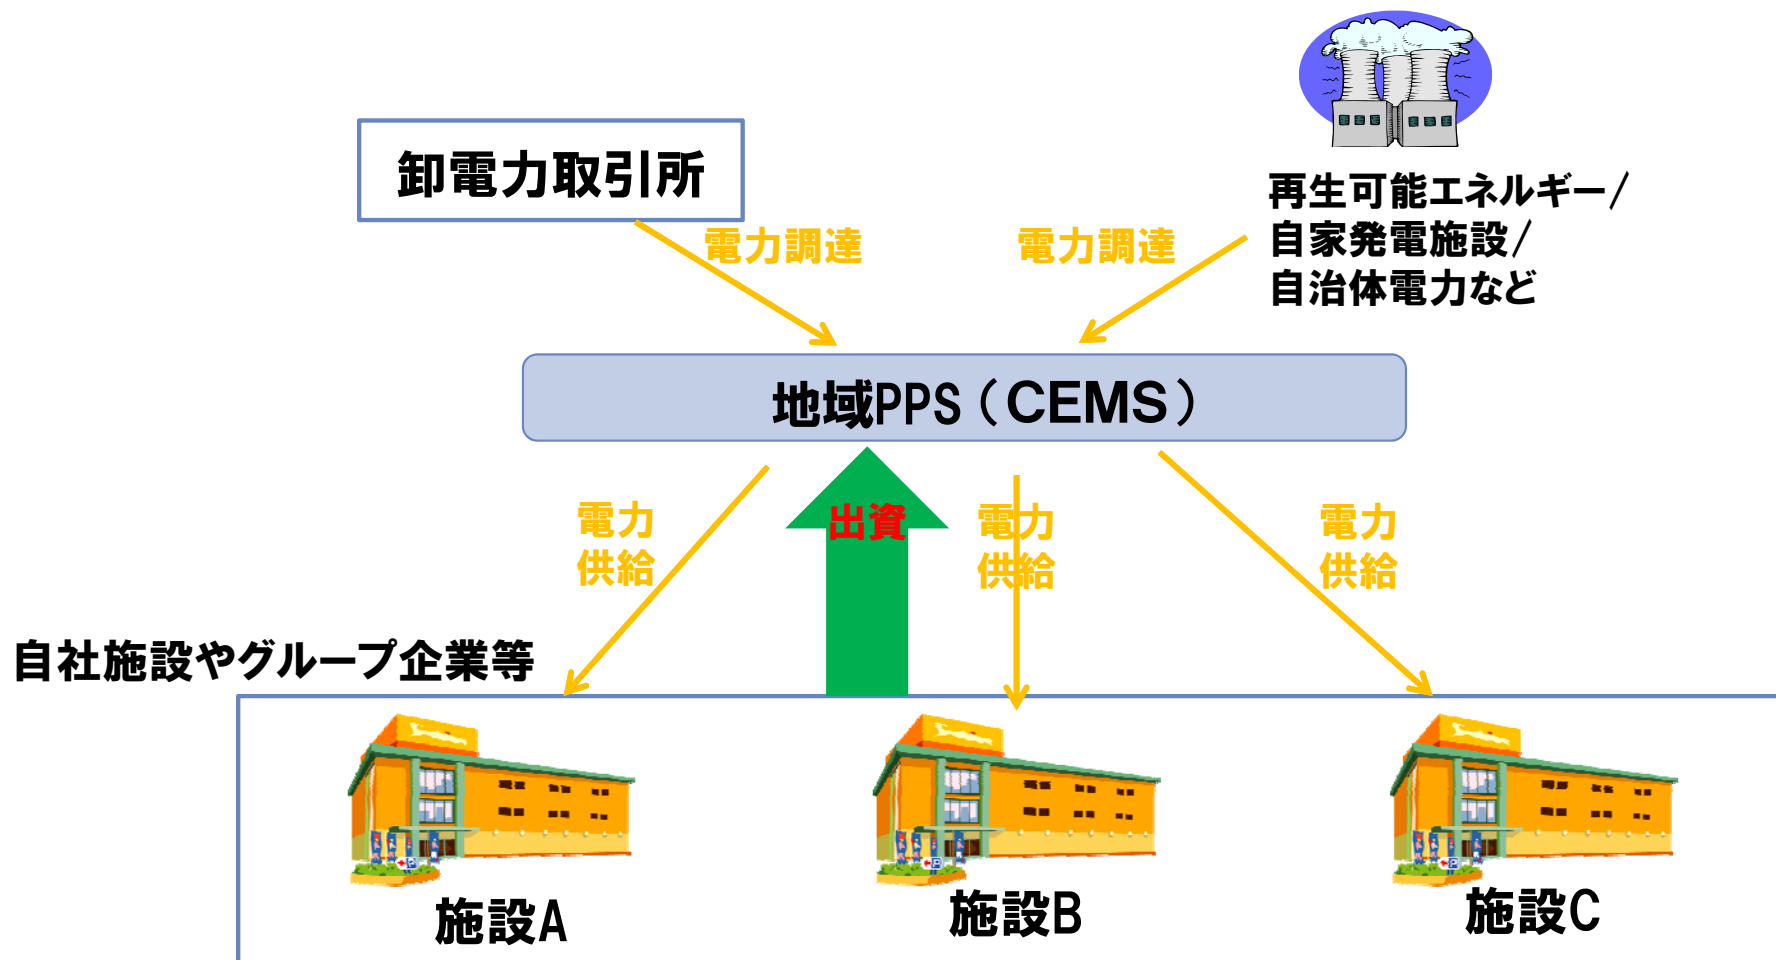 卸電力取引所
再生可能エネルギー/
自家発電施設/
自治体電力など
電力調達
電力調達
地域PPS（CEMS）
電力
供給
出資
電力
供給
電力
供給
自社施設やグループ企業等
施設A
施設B
施設C